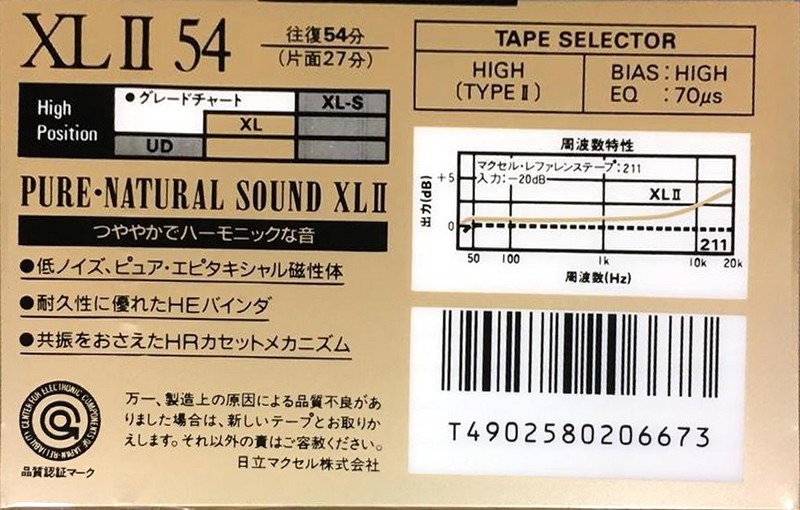 XL II 54
往復54分
(片面27分)
High
Position
●グレードチャート
XL-S
XL
UD
PURE・NATURAL SOUND XL II
つややかでハーモニックな音
●低ノイズ、ピュア・エピタキシャル磁性体
●耐久性に優れたHEバインダ
●共振をおさえたHRカセットメカニズム
CENTER FOR ELECTRONIC COMPONENTS OF JAPAN-RELIABILITY
品質認証マーク
万一、製造上の原因による品質不良があ
りました場合は、新しいテープとお取りか
えします。それ以外の責はご容赦ください。
日立マクセル株式会社
TAPE SELECTOR
HIGH
(TYPE II)
BIAS : HIGH
EQ : 70μs
周波数特性
マクセル・レファレンステープ:211
入力:−20dB
出力(dB)
+5
0
XL II
211
50 100 1k 10k 20k
周波数(Hz)
T4902580206673